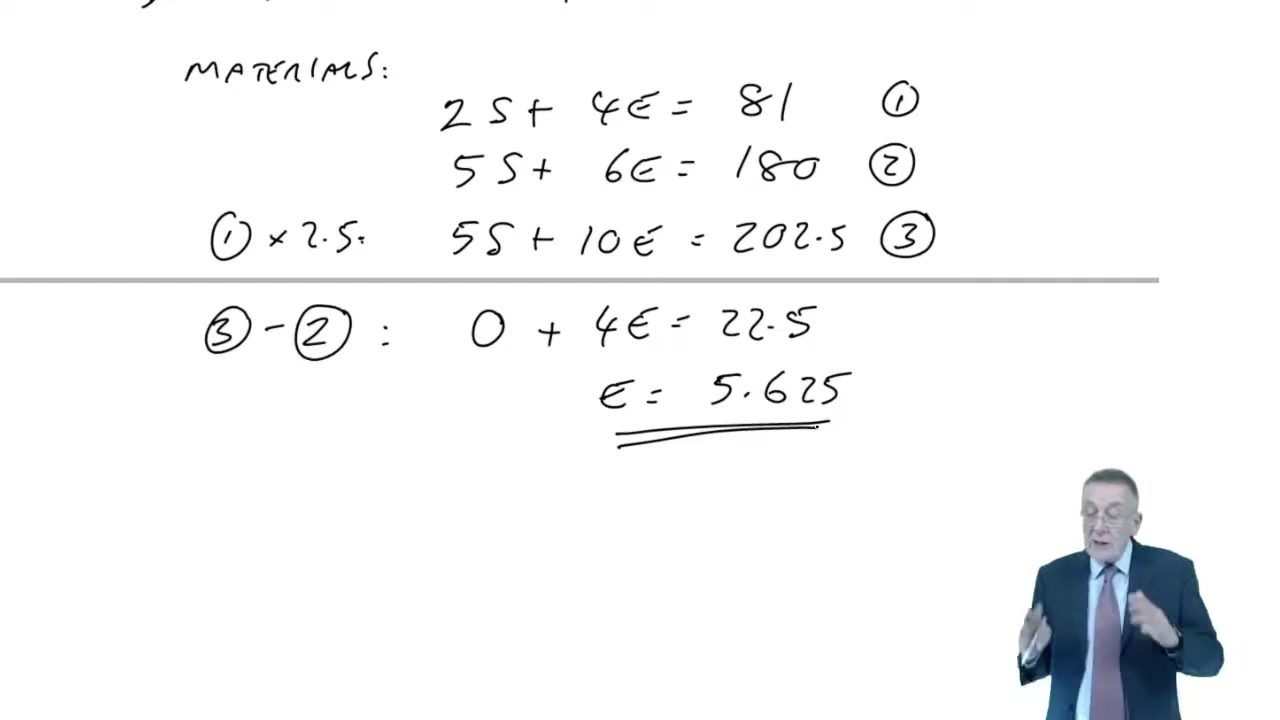 MATERIALS:
2S + 4E = 81 ①
5S + 6E = 180 ②
① × 2.5 = 5S + 10E = 202.5 ③
③ - ② : 0 + 4E = 22.5
E = 5.625